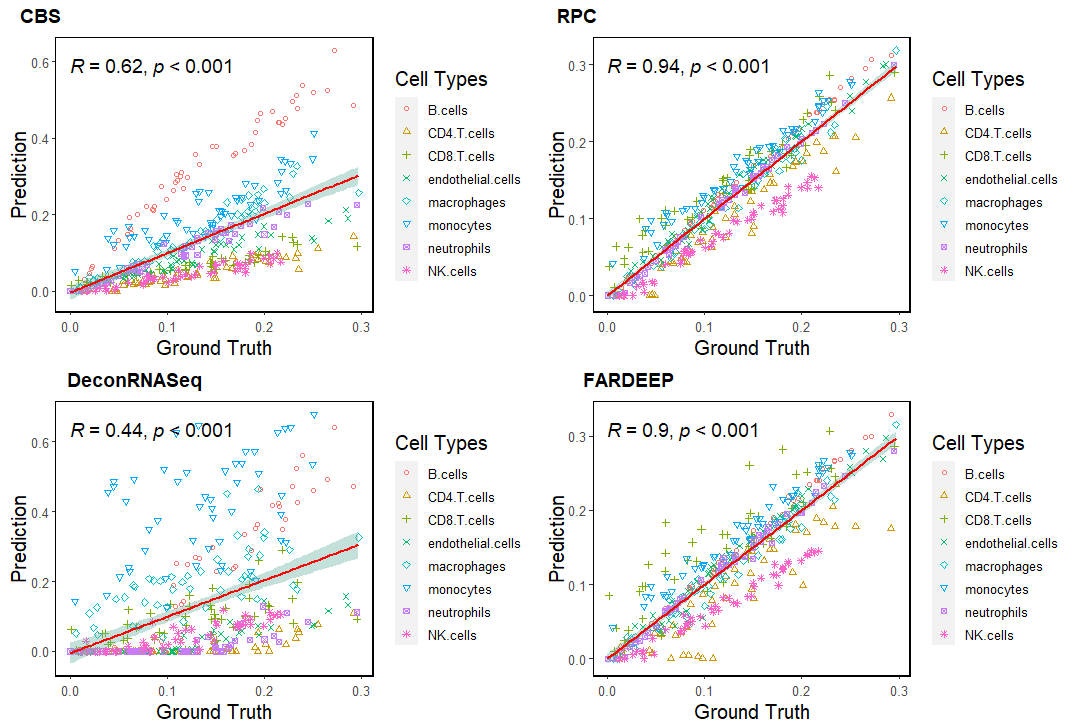 CBS
R = 0.62, p < 0.001
Prediction
0.6
0.4
0.2
0.0
0.0 0.1 0.2 0.3
Ground Truth
Cell Types
B.cells
CD4.T.cells
CD8.T.cells
endothelial.cells
macrophages
monocytes
neutrophils
NK.cells
RPC
R = 0.94, p < 0.001
Prediction
0.3
0.2
0.1
0.0
0.0 0.1 0.2 0.3
Ground Truth
Cell Types
B.cells
CD4.T.cells
CD8.T.cells
endothelial.cells
macrophages
monocytes
neutrophils
NK.cells
DeconRNASeq
R = 0.44, p < 0.001
Prediction
0.6
0.4
0.2
0.0
0.0 0.1 0.2 0.3
Ground Truth
Cell Types
B.cells
CD4.T.cells
CD8.T.cells
endothelial.cells
macrophages
monocytes
neutrophils
NK.cells
FARDEEP
R = 0.9, p < 0.001
Prediction
0.3
0.2
0.1
0.0
0.0 0.1 0.2 0.3
Ground Truth
Cell Types
B.cells
CD4.T.cells
CD8.T.cells
endothelial.cells
macrophages
monocytes
neutrophils
NK.cells